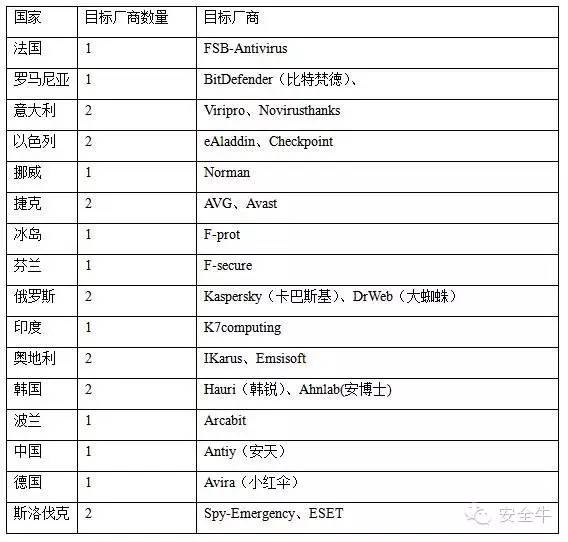 国家 目标厂商数量 目标厂商
法国 1 FSB-Antivirus
罗马尼亚 1 BitDefender（比特梵徳）、
意大利 2 Viripro、Novirusthanks
以色列 2 eAladdin、Checkpoint
挪威 1 Norman
捷克 2 AVG、Avast
冰岛 1 F-prot
芬兰 1 F-secure
俄罗斯 2 Kaspersky（卡巴斯基）、DrWeb（大蜘蛛）
印度 1 K7computing
奥地利 2 IKarus、Emsisoft
韩国 2 Hauri（韩锐）、Ahnlab(安博士)
波兰 1 Arcabit
中国 1 Antiy（安天）
德国 1 Avira（小红伞）
斯洛伐克 2 Spy-Emergency、ESET
安全牛